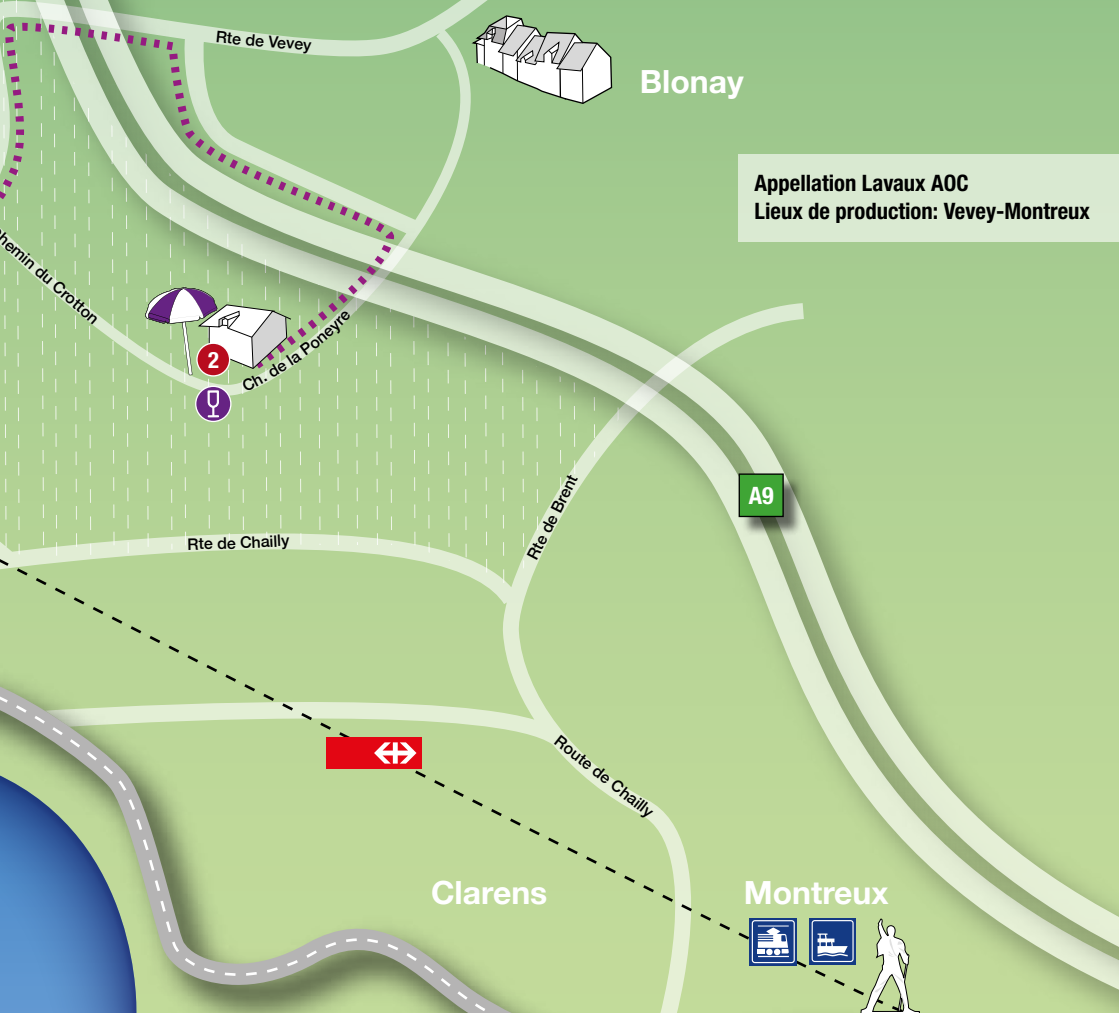 Rte de Vevey
Blonay
Appellation Lavaux AOC
Lieux de production: Vevey-Montreux
hemin du Crotton
2
Ch. de la Poneyre
A9
Rte de Brent
Rte de Chailly
Route de Chailly
Clarens
Montreux